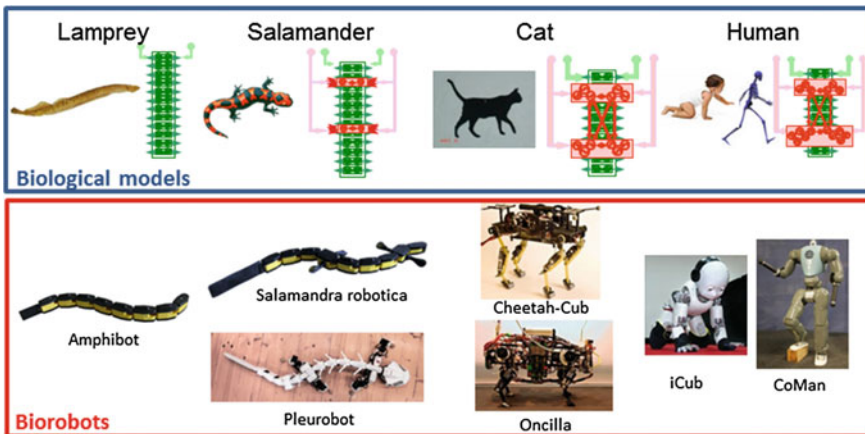 Lamprey
Salamander
Cat
Human
Biological models
Salamandra robotica
Cheetah-Cub
Amphibot
iCub
CoMan
Pleurobot
Oncilla
Biorobots